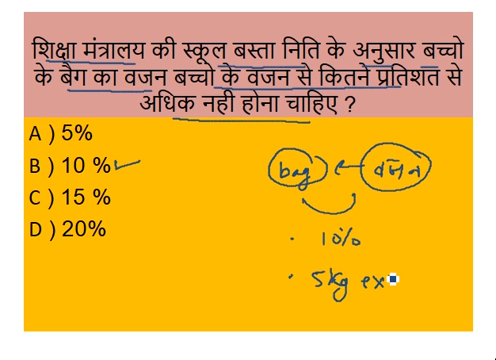 शिक्षा मंत्रालय की स्कूल बस्ता निति के अनुसार बच्चो
के बैग का वजन बच्चो के वजन से कितने प्रतिशत से
अधिक नही होना चाहिए ?
A ) 5%
B ) 10 %
C ) 15 %
D ) 20%
bag वजन
10%
5kg ex